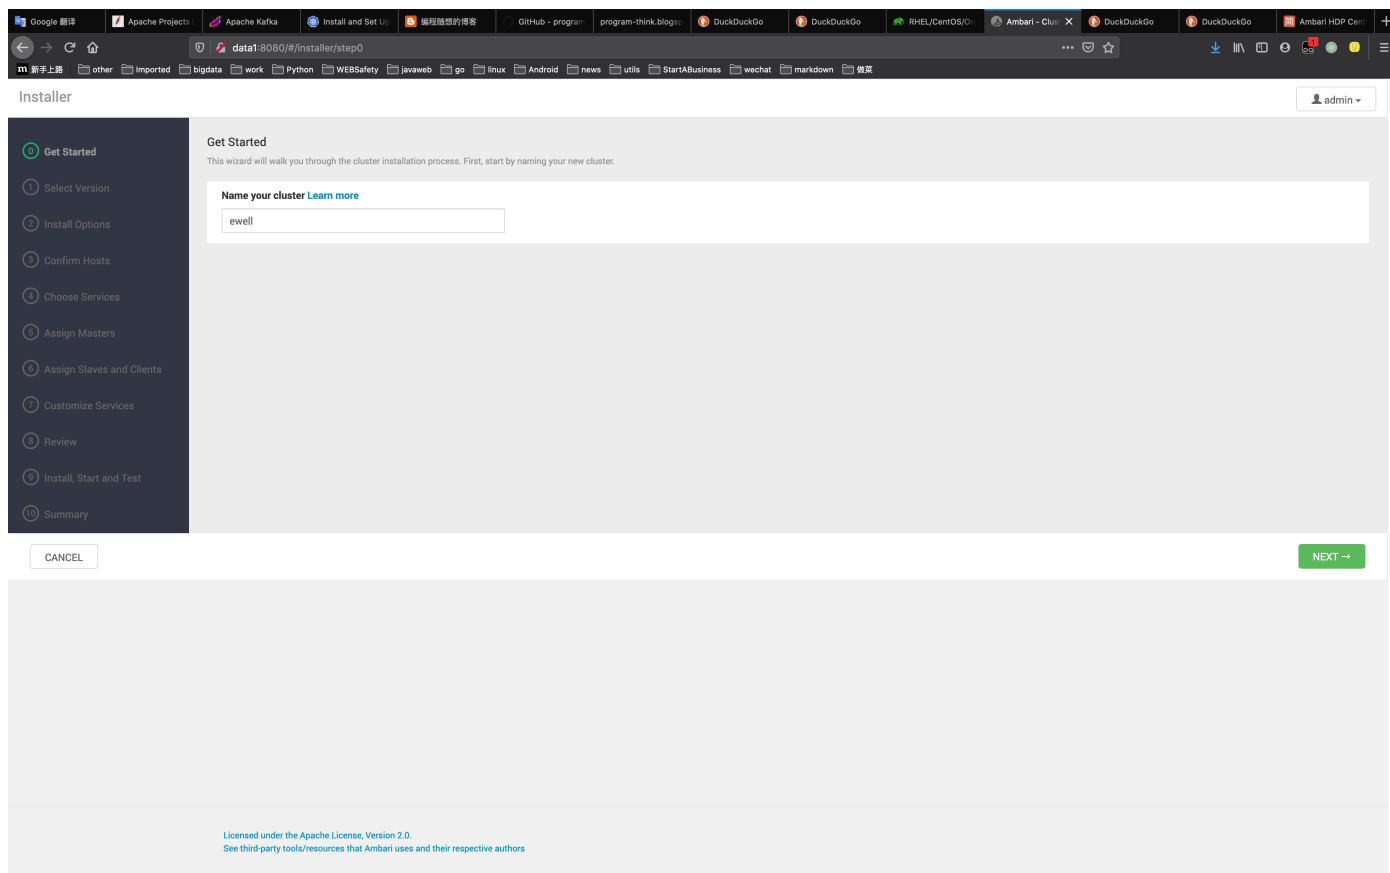 Google 翻译
Apache Projects
Apache Kafka
Install and Set Up
编程随想的博客
GitHub - program
program-think.blogsp
DuckDuckGo
DuckDuckGo
RHEL/CentOS/Or
Ambari - Clus
DuckDuckGo
DuckDuckGo
Ambari HDP Cent
data1:8080/#/installer/step0
新手上路 other Imported bigdata work Python WEBSafety javaweb go linux Android news utils StartABusiness wechat markdown 做菜
Installer
admin
0 Get Started
1 Select Version
2 Install Options
3 Confirm Hosts
4 Choose Services
5 Assign Masters
6 Assign Slaves and Clients
7 Customize Services
8 Review
9 Install, Start and Test
10 Summary
Get Started
This wizard will walk you through the cluster installation process. First, start by naming your new cluster.
Name your cluster Learn more
ewell
CANCEL
NEXT →
Licensed under the Apache License, Version 2.0.
See third-party tools/resources that Ambari uses and their respective authors